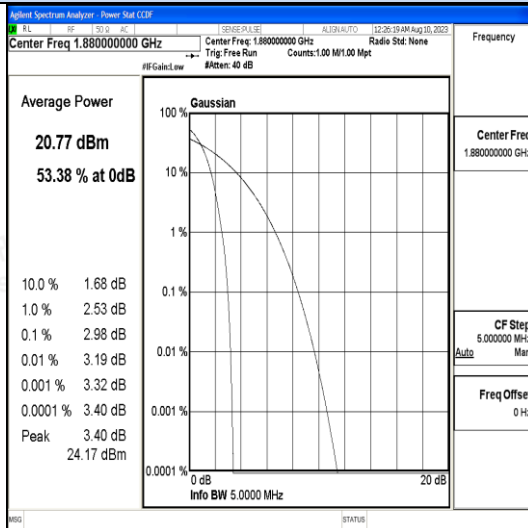 Agilent Spectrum Analyzer - Power Stat CCDF
RL RF 50 Ω AC SENSE:PULSE ALIGN AUTO 12:26:19 AM Aug 10, 2023
Center Freq 1.880000000 GHz
Center Freq: 1.880000000 GHz Radio Std: None
Trig: Free Run Counts:1.00 M/1.00 Mpt
#IFGain:Low #Atten: 40 dB
Frequency
Average Power
20.77 dBm
53.38 % at 0dB
10.0 % 1.68 dB
1.0 % 2.53 dB
0.1 % 2.98 dB
0.01 % 3.19 dB
0.001 % 3.32 dB
0.0001 % 3.40 dB
Peak 3.40 dB
24.17 dBm
Gaussian
100 %
10 %
1 %
0.1 %
0.01 %
0.001 %
0.0001 %
0 dB 20 dB
Info BW 5.0000 MHz
Center Freq
1.880000000 GHz
CF Step
5.000000 MHz
Auto Man
Freq Offse
0 Hz
MSG STATUS